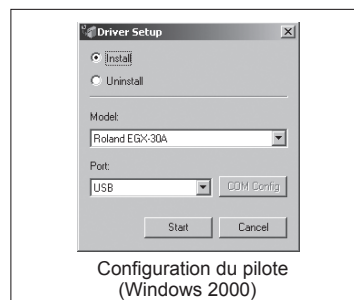 Driver Setup
Install
Uninstall
Model:
Roland EGX-30A
Port:
USB
COM Config
Start
Cancel
Configuration du pilote
(Windows 2000)